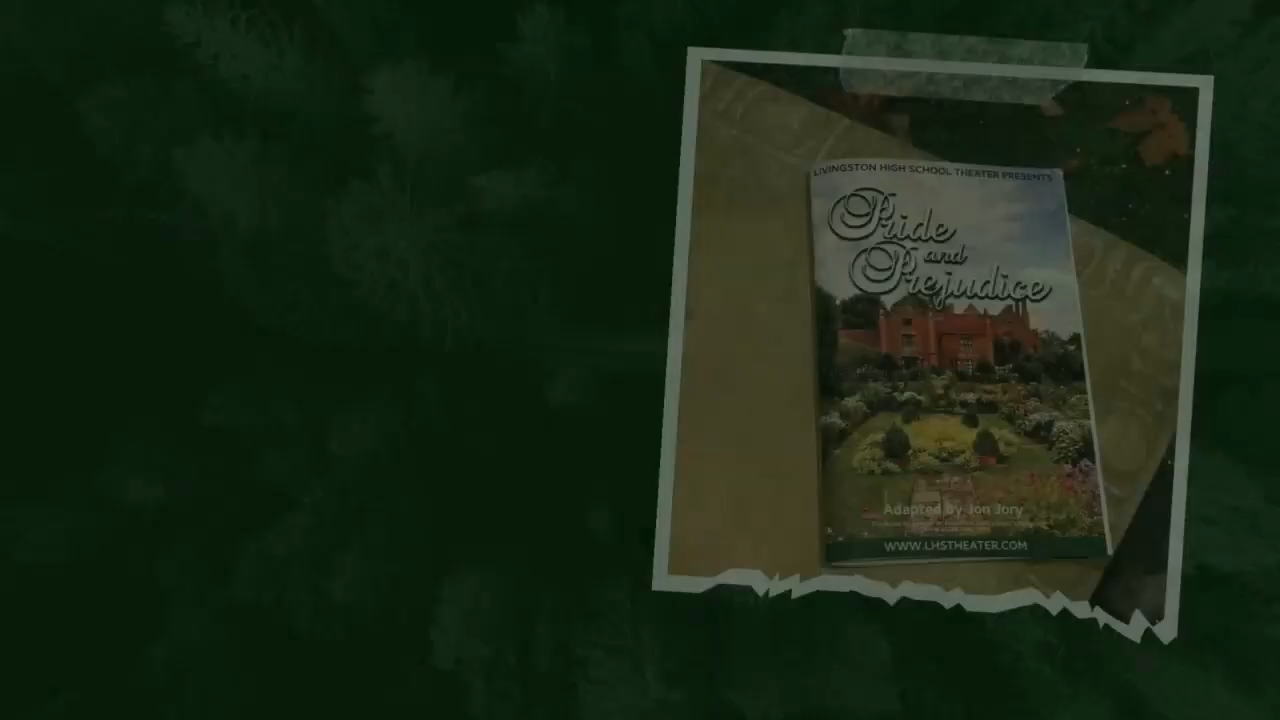 LIVINGSTON HIGH SCHOOL THEATER PRESENTS
Pride
and
Prejudice
Adapted by Jon Jory
WWW.LHSTHEATER.COM